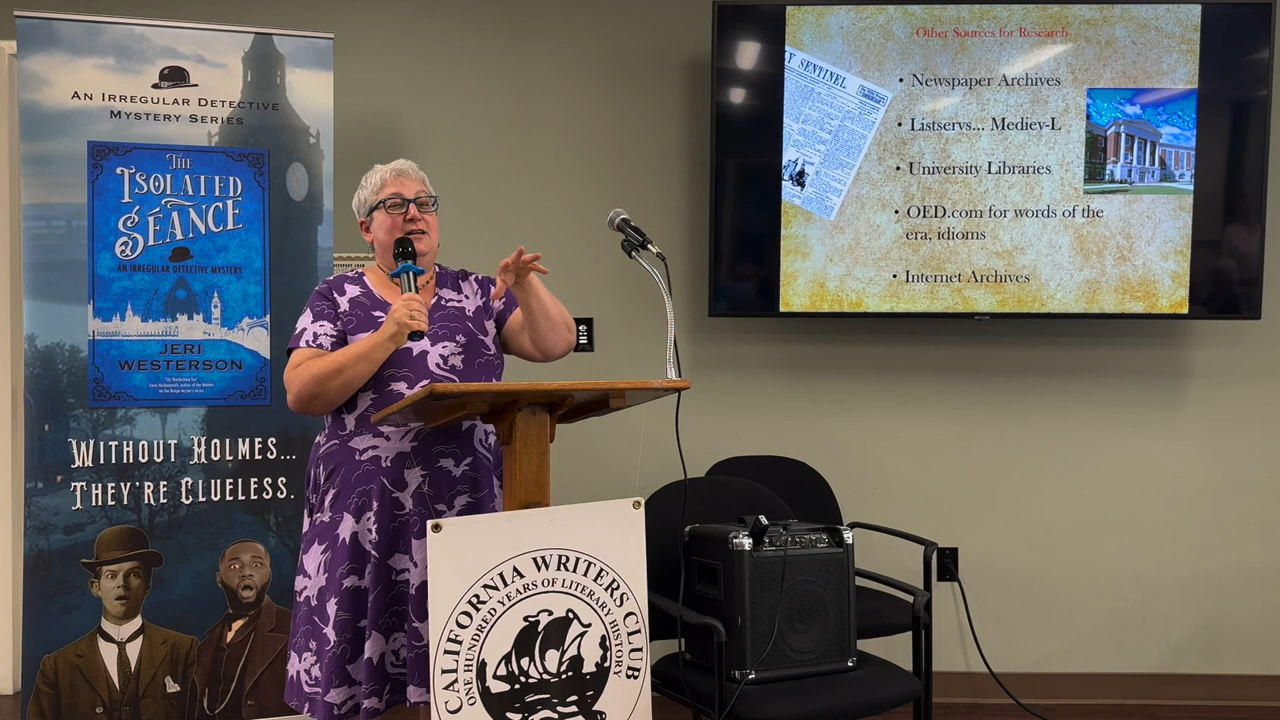 AN IRREGULAR DETECTIVE
MYSTERY SERIES
THE
ISOLATED
SÉANCE
AN IRREGULAR DETECTIVE MYSTERY
JERI
WESTERSON
WITHOUT HOLMES...
THEY'RE CLUELESS.
Other Sources for Research
Y SENTINEL
• Newspaper Archives
• Listservs... Mediev-L
• University Libraries
• OED.com for words of the
era, idioms
• Internet Archives
CALIFORNIA WRITERS CLUB
ONE HUNDRED YEARS OF LITERARY HISTORY